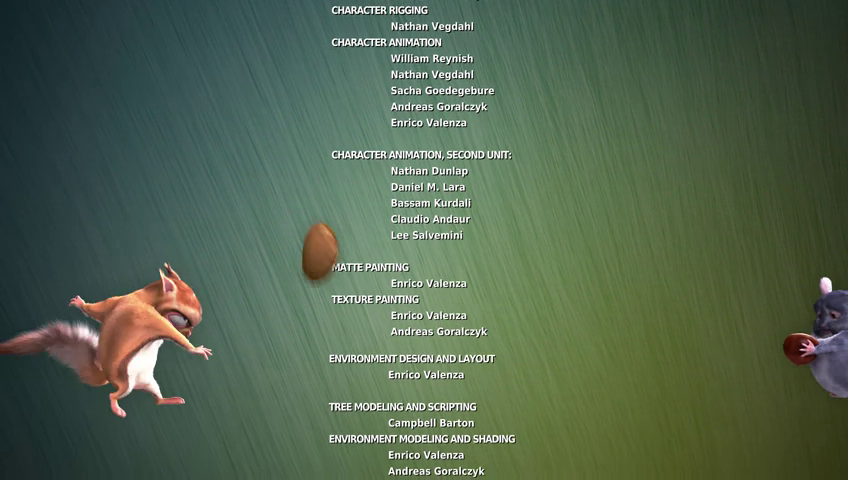 CHARACTER RIGGING
Nathan Vegdahl
CHARACTER ANIMATION
William Reynish
Nathan Vegdahl
Sacha Goedegebure
Andreas Goralczyk
Enrico Valenza
CHARACTER ANIMATION, SECOND UNIT:
Nathan Dunlap
Daniel M. Lara
Bassam Kurdali
Claudio Andaur
Lee Salvemini
MATTE PAINTING
Enrico Valenza
TEXTURE PAINTING
Enrico Valenza
Andreas Goralczyk
ENVIRONMENT DESIGN AND LAYOUT
Enrico Valenza
TREE MODELING AND SCRIPTING
Campbell Barton
ENVIRONMENT MODELING AND SHADING
Enrico Valenza
Andreas Goralczyk